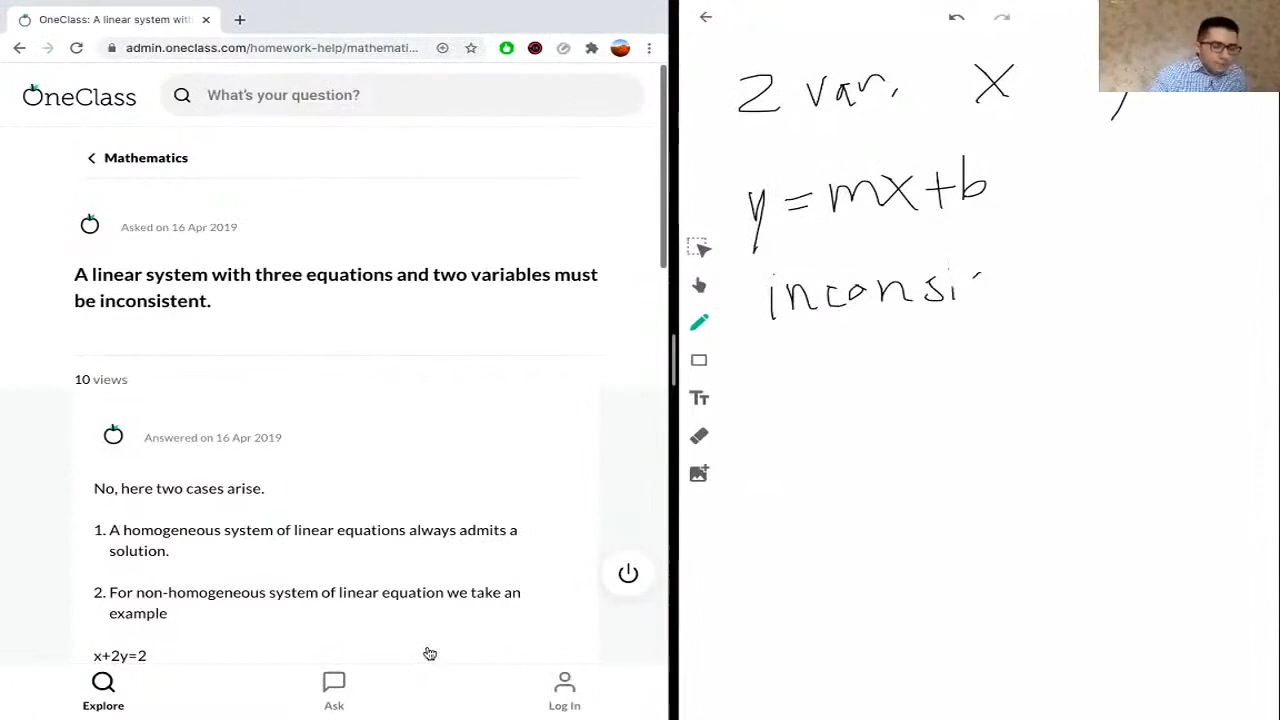 OneClass: A linear system with
admin.oneclass.com/homework-help/mathemati...
OneClass
What's your question?
Mathematics
Asked on 16 Apr 2019
A linear system with three equations and two variables must
be inconsistent.
10 views
Answered on 16 Apr 2019
No, here two cases arise.
1. A homogeneous system of linear equations always admits a
solution.
2. For non-homogeneous system of linear equation we take an
example
x+2y=2
Explore
Ask
Log In
2 var. x
y=mx+b
inconsi
Tт